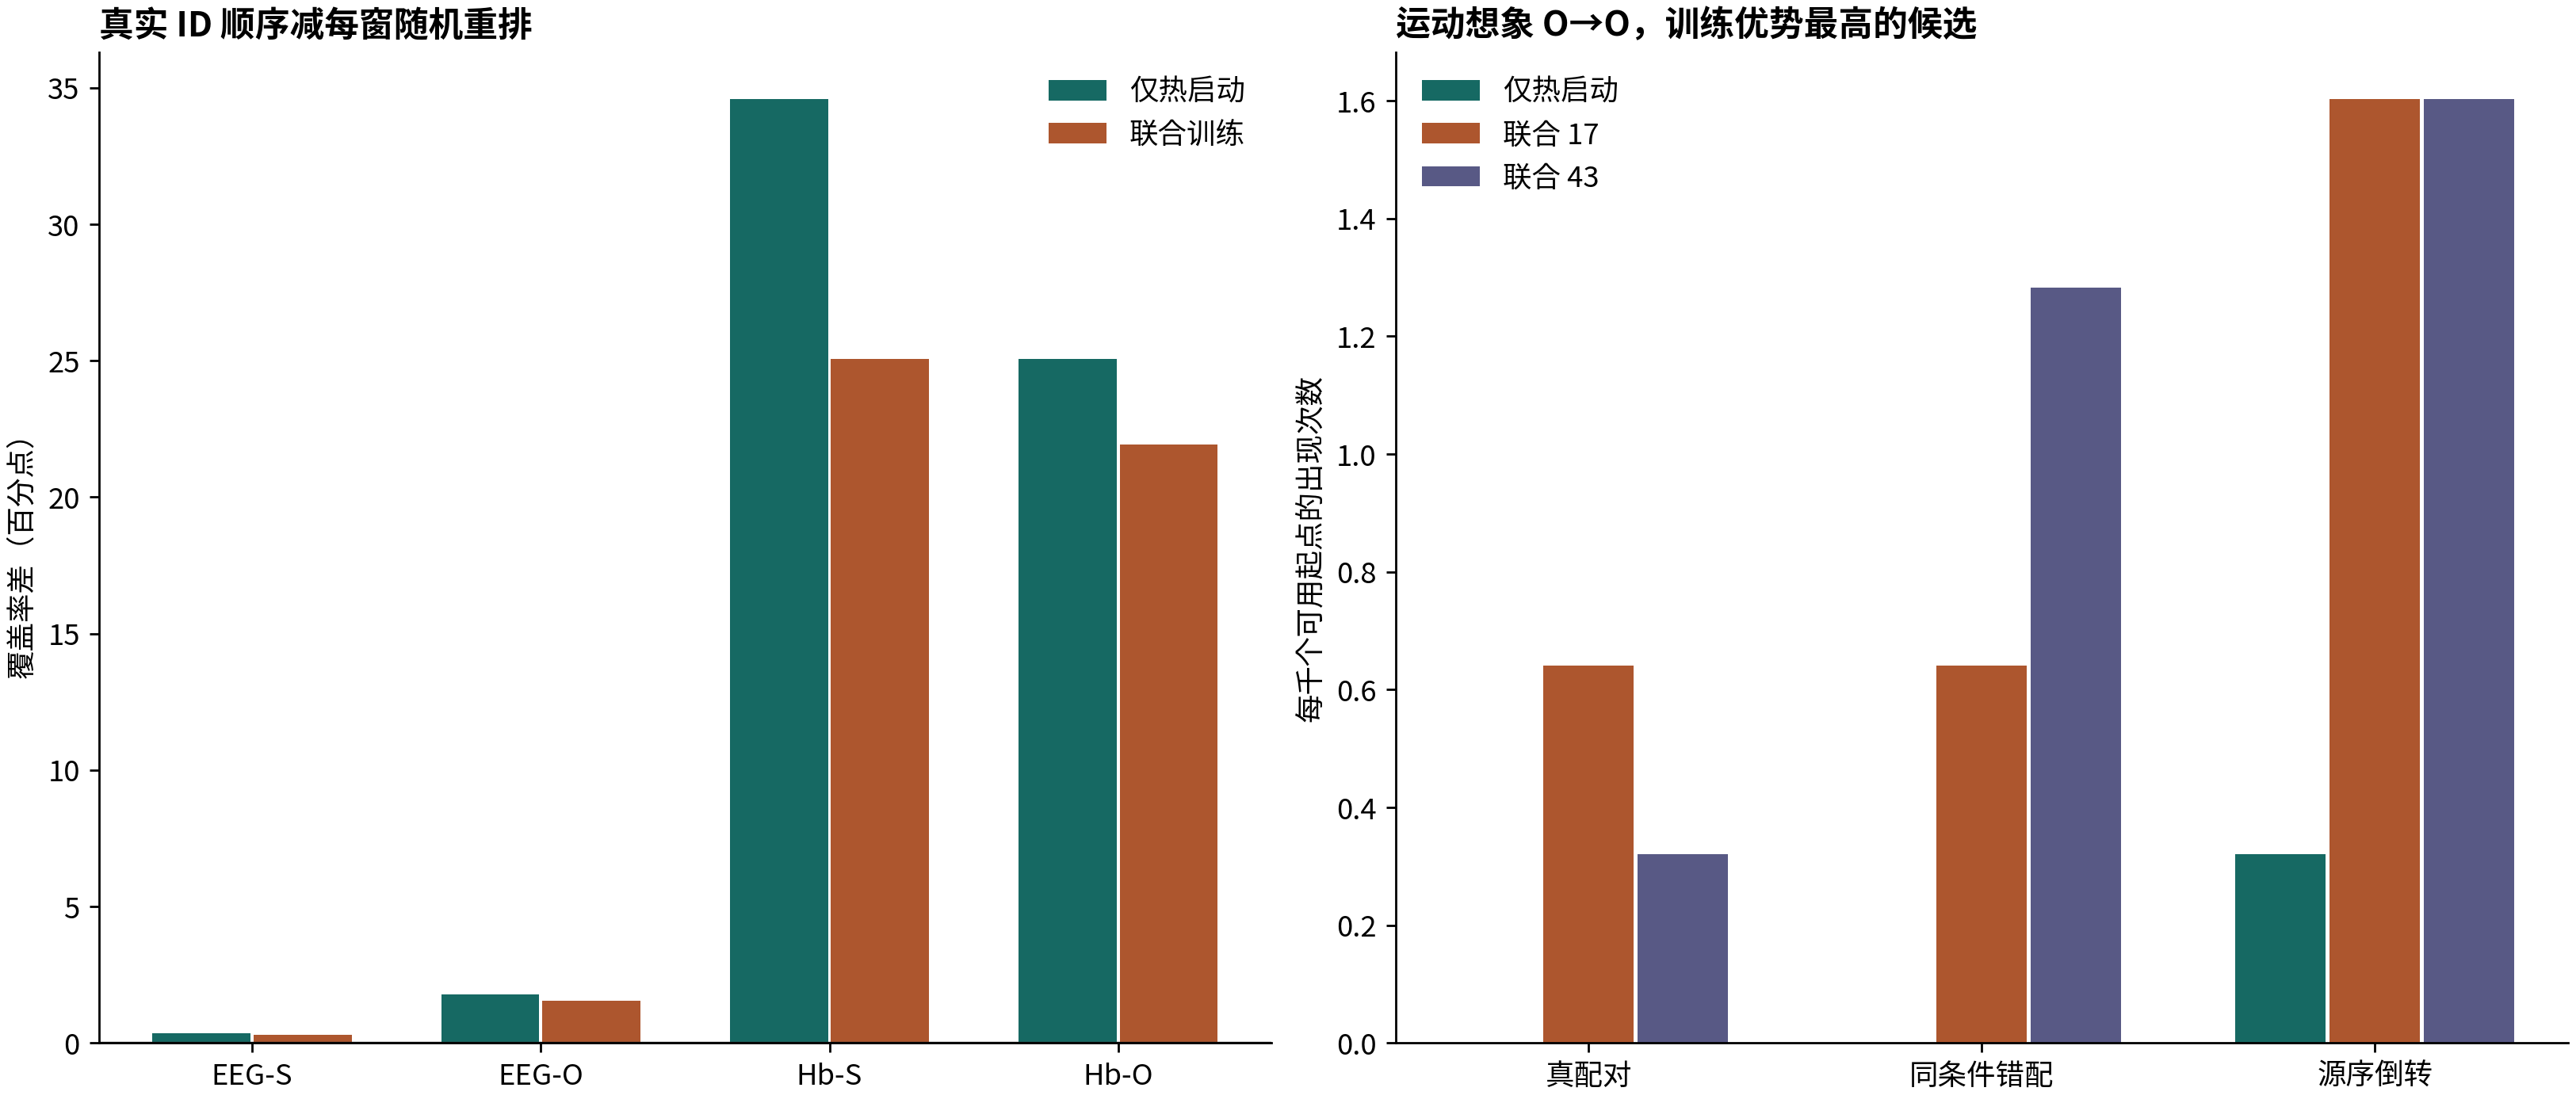 真实 ID 顺序减每窗随机重排
仅热启动
联合训练
覆盖率差（百分点）
35
30
25
20
15
10
5
0
EEG-S
EEG-O
Hb-S
Hb-O
运动想象 O→O，训练优势最高的候选
仅热启动
联合 17
联合 43
每千个可用起点的出现次数
1.6
1.4
1.2
1.0
0.8
0.6
0.4
0.2
0.0
真配对
同条件错配
源序倒转